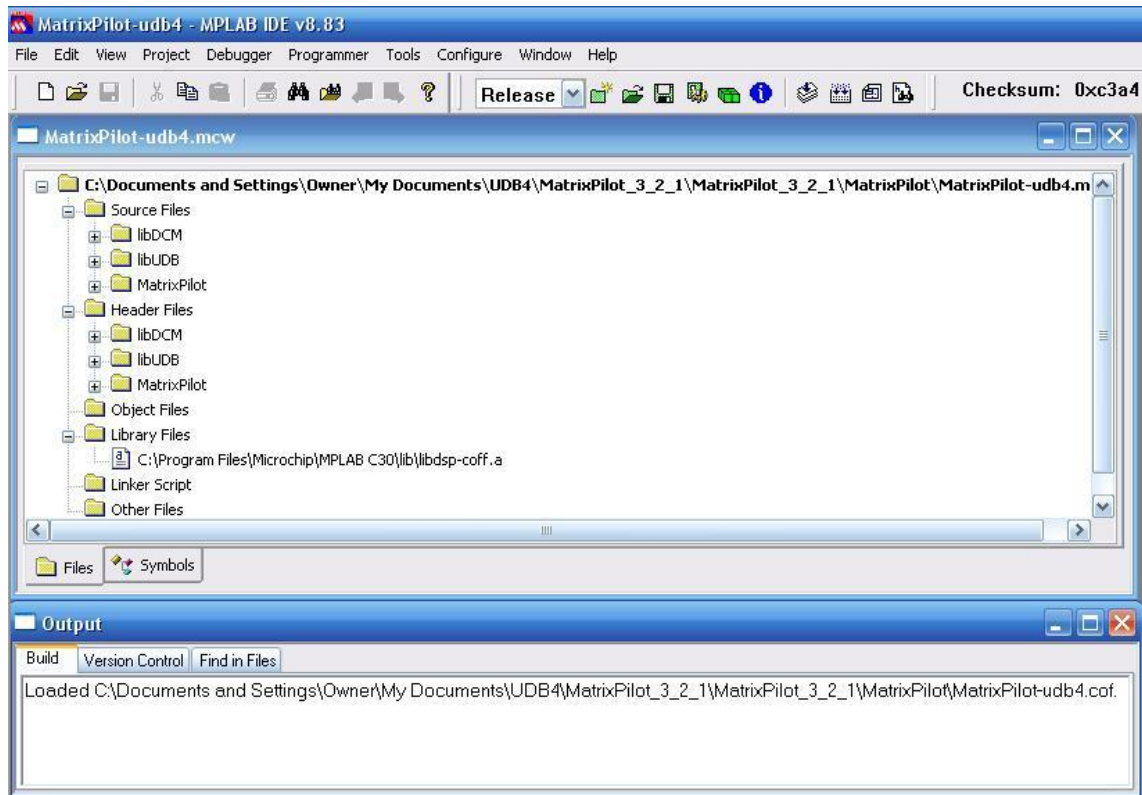 MatrixPilot-udb4 - MPLAB IDE v8.83
File Edit View Project Debugger Programmer Tools Configure Window Help
Release Checksum: 0xc3a4
MatrixPilot-udb4.mcw
C:\Documents and Settings\Owner\My Documents\UDB4\MatrixPilot_3_2_1\MatrixPilot_3_2_1\MatrixPilot\MatrixPilot-udb4.m
Source Files
libDCM
libUDB
MatrixPilot
Header Files
libDCM
libUDB
MatrixPilot
Object Files
Library Files
C:\Program Files\Microchip\MPLAB C30\lib\libdsp-coff.a
Linker Script
Other Files
Files Symbols
Output
Build Version Control Find in Files
Loaded C:\Documents and Settings\Owner\My Documents\UDB4\MatrixPilot_3_2_1\MatrixPilot_3_2_1\MatrixPilot\MatrixPilot-udb4.cof.